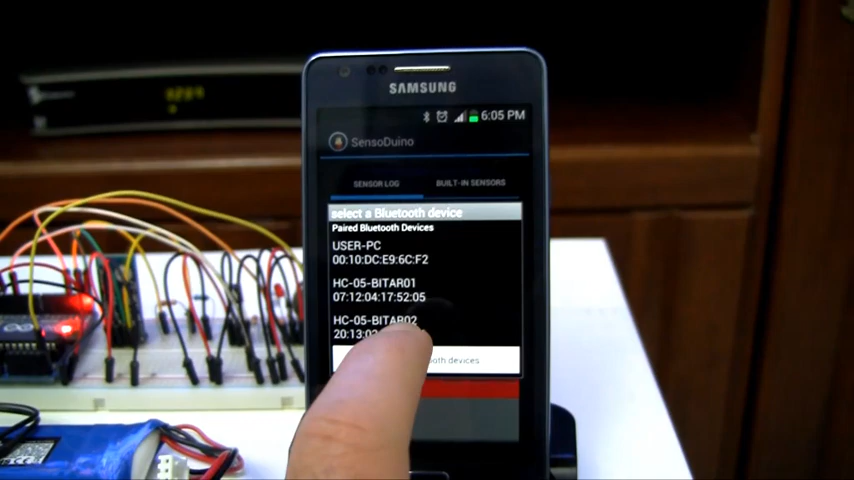 SAMSUNG
6:05 PM
SensoDuino
SENSOR LOG
BUILT-IN SENSORS
select a Bluetooth device
Paired Bluetooth Devices
USER-PC
00:10:DC:E9:6C:F2
HC-05-BITAR01
07:12:04:17:52:05
HC-05-BITAR02
20:13:02
oth devices